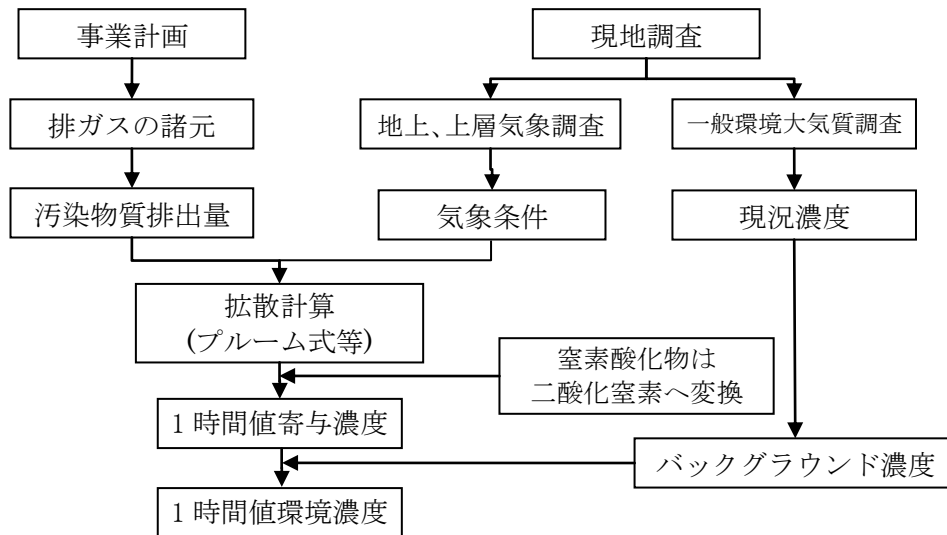 事業計画
現地調査
排ガスの諸元
地上、上層気象調査
一般環境大気質調査
汚染物質排出量
気象条件
現況濃度
拡散計算
(プルーム式等)
窒素酸化物は
二酸化窒素へ変換
1時間値寄与濃度
バックグラウンド濃度
1時間値環境濃度